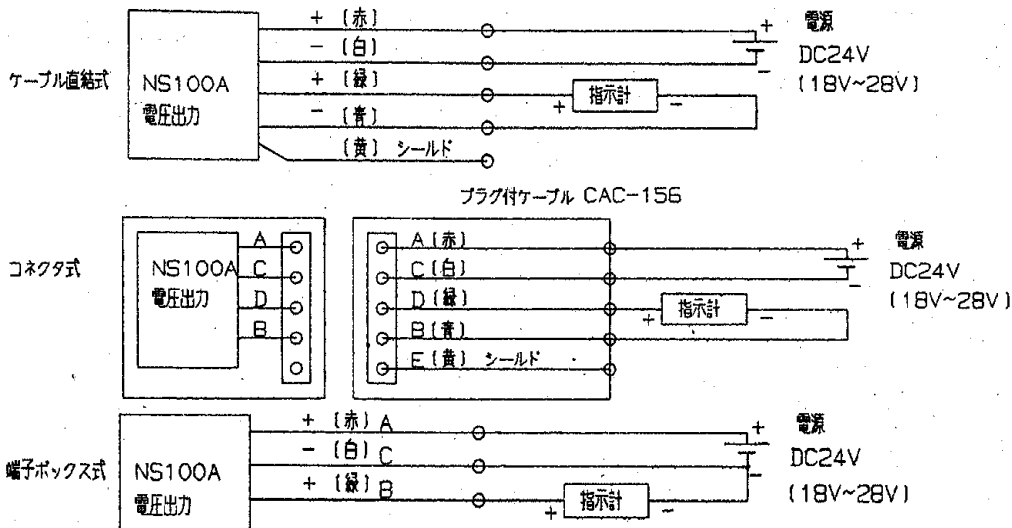 ケーブル直結式
NS100A
電圧出力
+ (赤)
- (白)
+ (緑)
- (青)
(黄) シールド
+ 指示計 -
+
-
電源
DC24V
(18V~28V)
プラグ付ケーブル CAC-156
コネクタ式
NS100A
電圧出力
A
C
D
B
A (赤)
C (白)
D (緑)
B (青)
E (黄) シールド
+ 指示計 -
+
-
電源
DC24V
(18V~28V)
端子ボックス式
NS100A
電圧出力
+ (赤) A
- (白) C
+ (緑) B
+ 指示計 -
+
-
電源
DC24V
(18V~28V)